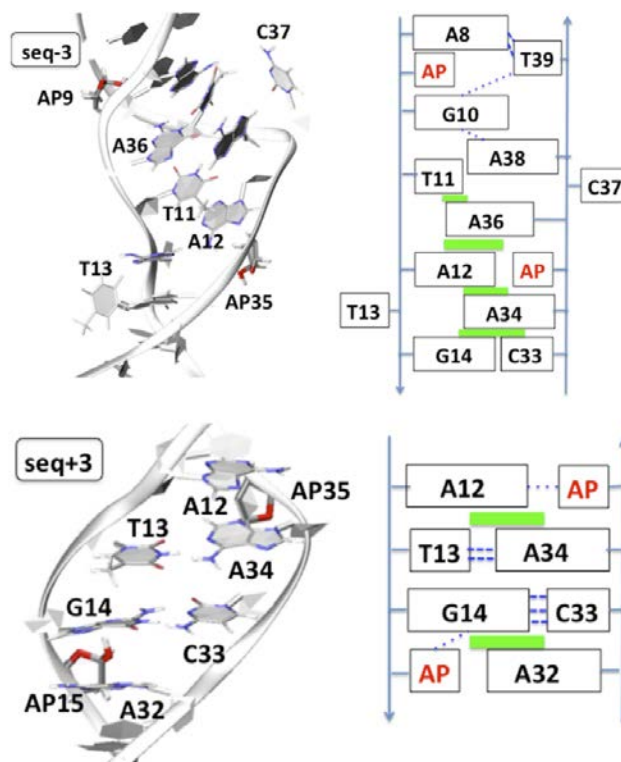 seq-3
C37
AP9
A36
T11
A12
T13
AP35
A8
T39
AP
G10
A38
T11
C37
A36
A12
AP
T13
A34
G14
C33
seq+3
A12
AP35
T13
A34
G14
C33
AP15
A32
A12
AP
T13
A34
G14
C33
AP
A32